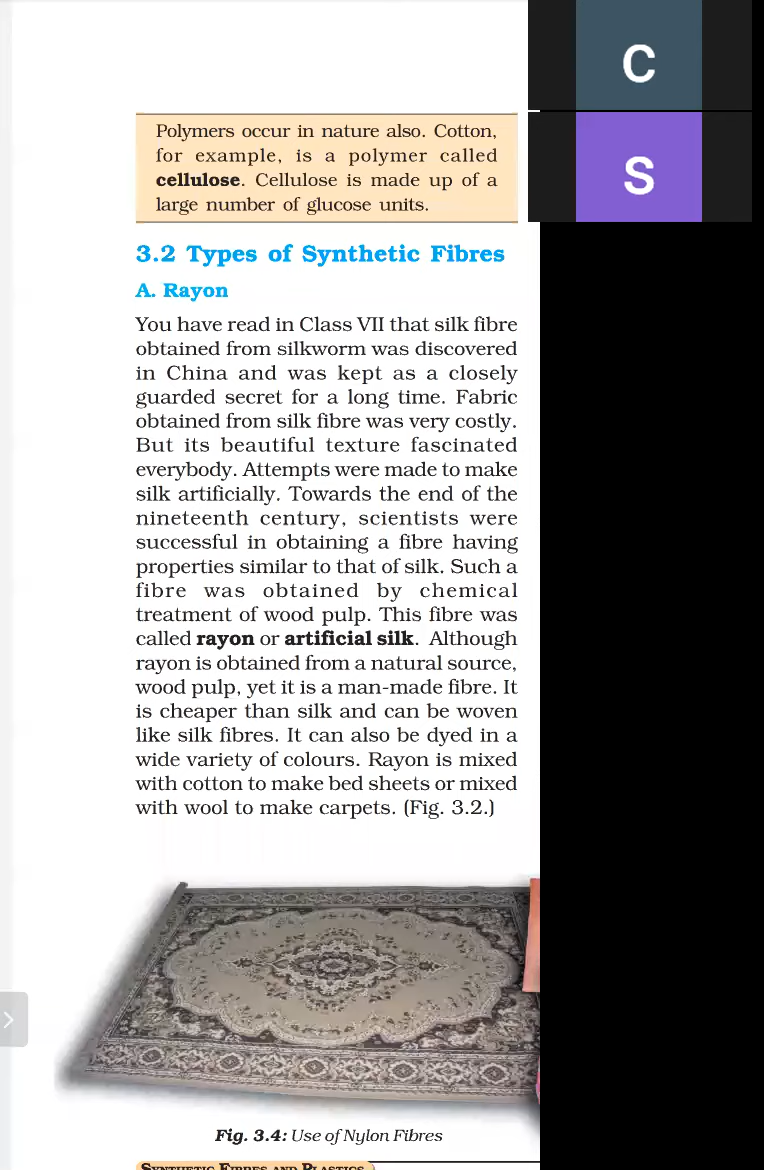 C
S
Polymers occur in nature also. Cotton,
for example, is a polymer called
cellulose. Cellulose is made up of a
large number of glucose units.
3.2 Types of Synthetic Fibres
A. Rayon
You have read in Class VII that silk fibre
obtained from silkworm was discovered
in China and was kept as a closely
guarded secret for a long time. Fabric
obtained from silk fibre was very costly.
But its beautiful texture fascinated
everybody. Attempts were made to make
silk artificially. Towards the end of the
nineteenth century, scientists were
successful in obtaining a fibre having
properties similar to that of silk. Such a
fibre was obtained by chemical
treatment of wood pulp. This fibre was
called rayon or artificial silk. Although
rayon is obtained from a natural source,
wood pulp, yet it is a man-made fibre. It
is cheaper than silk and can be woven
like silk fibres. It can also be dyed in a
wide variety of colours. Rayon is mixed
with cotton to make bed sheets or mixed
with wool to make carpets. (Fig. 3.2.)
Fig. 3.4: Use of Nylon Fibres
SYNTHETIC FIBRES AND PLASTICS